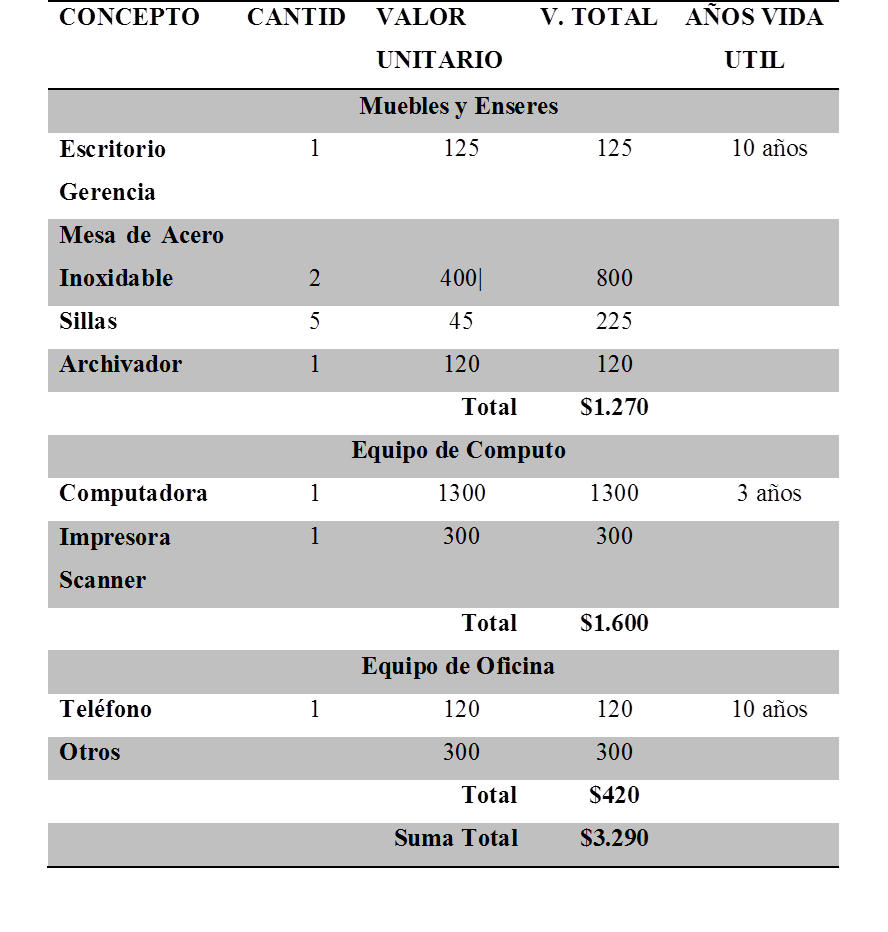 CONCEPTO CANTID VALOR V. TOTAL AÑOS VIDA
UNITARIO UTIL
Muebles y Enseres
Escritorio 1 125 125 10 años
Gerencia
Mesa de Acero
Inoxidable 2 400 800
Sillas 5 45 225
Archivador 1 120 120
Total $1.270
Equipo de Computo
Computadora 1 1300 1300 3 años
Impresora 1 300 300
Scanner
Total $1.600
Equipo de Oficina
Teléfono 1 120 120 10 años
Otros 300 300
Total $420
Suma Total $3.290